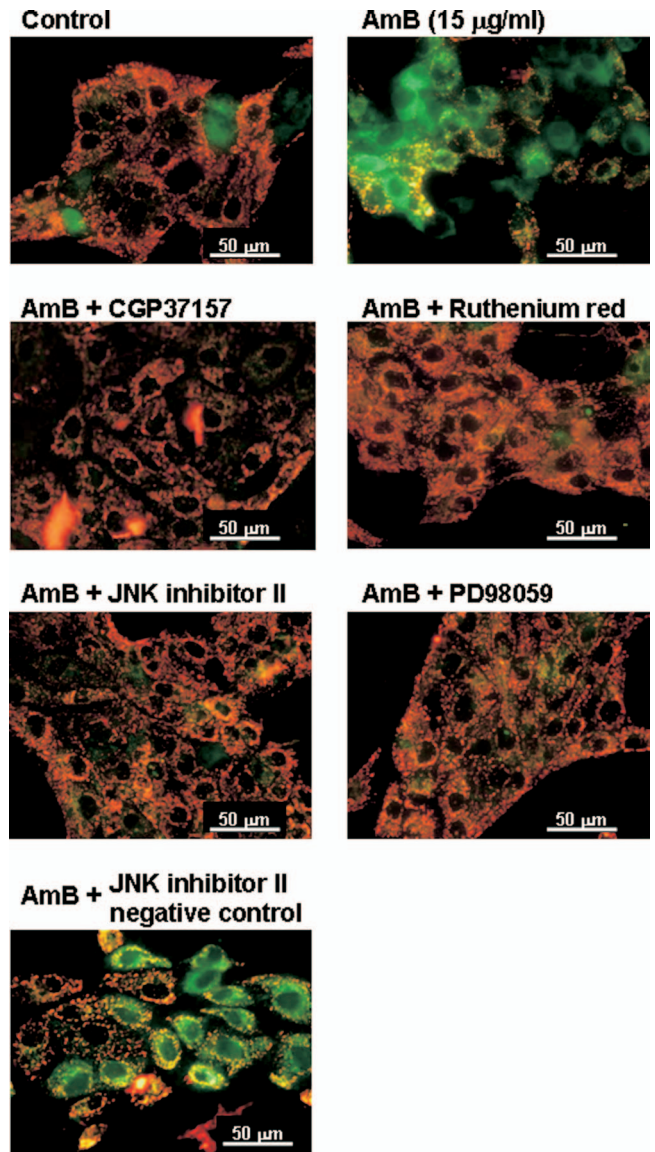 Control
AmB (15 μg/ml)
50 μm
50 μm
AmB + CGP37157
AmB + Ruthenium red
50 μm
50 μm
AmB + JNK inhibitor II
AmB + PD98059
50 μm
50 μm
AmB + JNK inhibitor II
negative control
50 μm